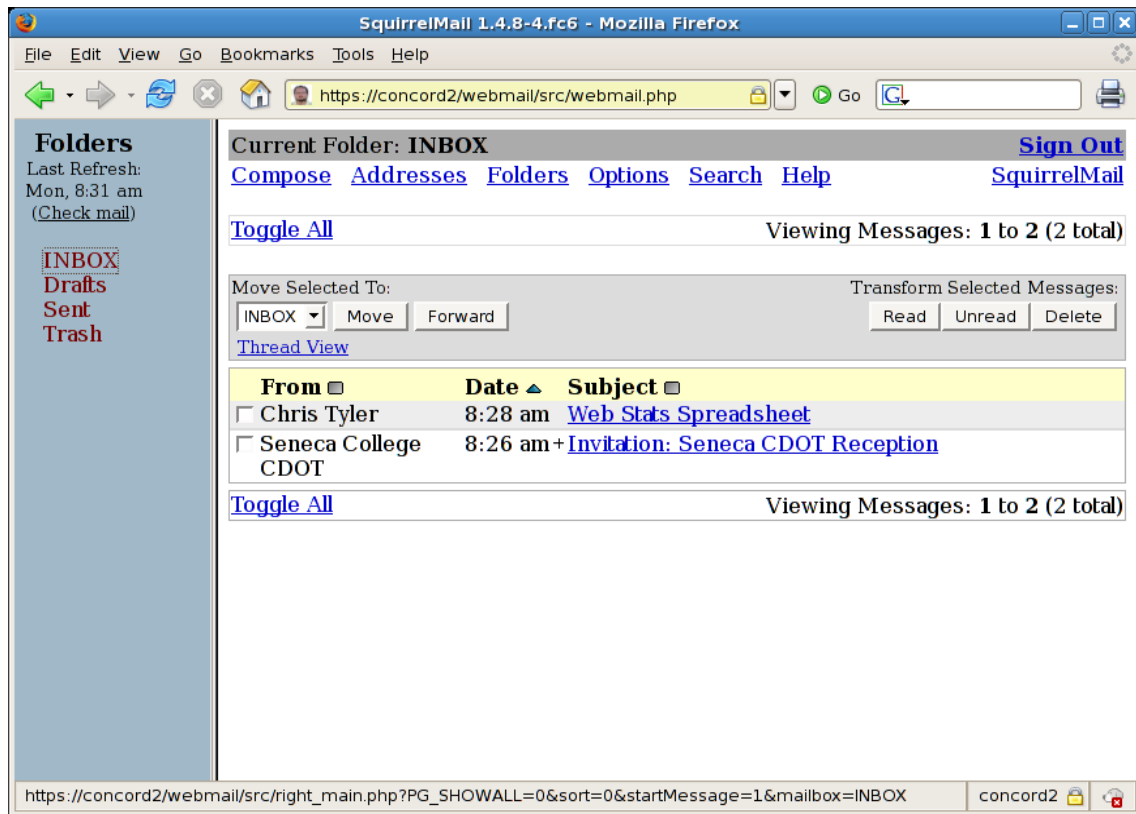 SquirrelMail 1.4.8-4.fc6 - Mozilla Firefox
File Edit View Go Bookmarks Tools Help
https://concord2/webmail/src/webmail.php Go G
Folders
Last Refresh:
Mon, 8:31 am
(Check mail)
INBOX
Drafts
Sent
Trash
Current Folder: INBOX Sign Out
Compose Addresses Folders Options Search Help SquirrelMail
Toggle All Viewing Messages: 1 to 2 (2 total)
Move Selected To: Transform Selected Messages:
INBOX Move Forward Read Unread Delete
Thread View
From Date Subject
Chris Tyler 8:28 am Web Stats Spreadsheet
Seneca College 8:26 am + Invitation: Seneca CDOT Reception
CDOT
Toggle All Viewing Messages: 1 to 2 (2 total)
https://concord2/webmail/src/right_main.php?PG_SHOWALL=0&sort=0&startMessage=1&mailbox=INBOX concord2